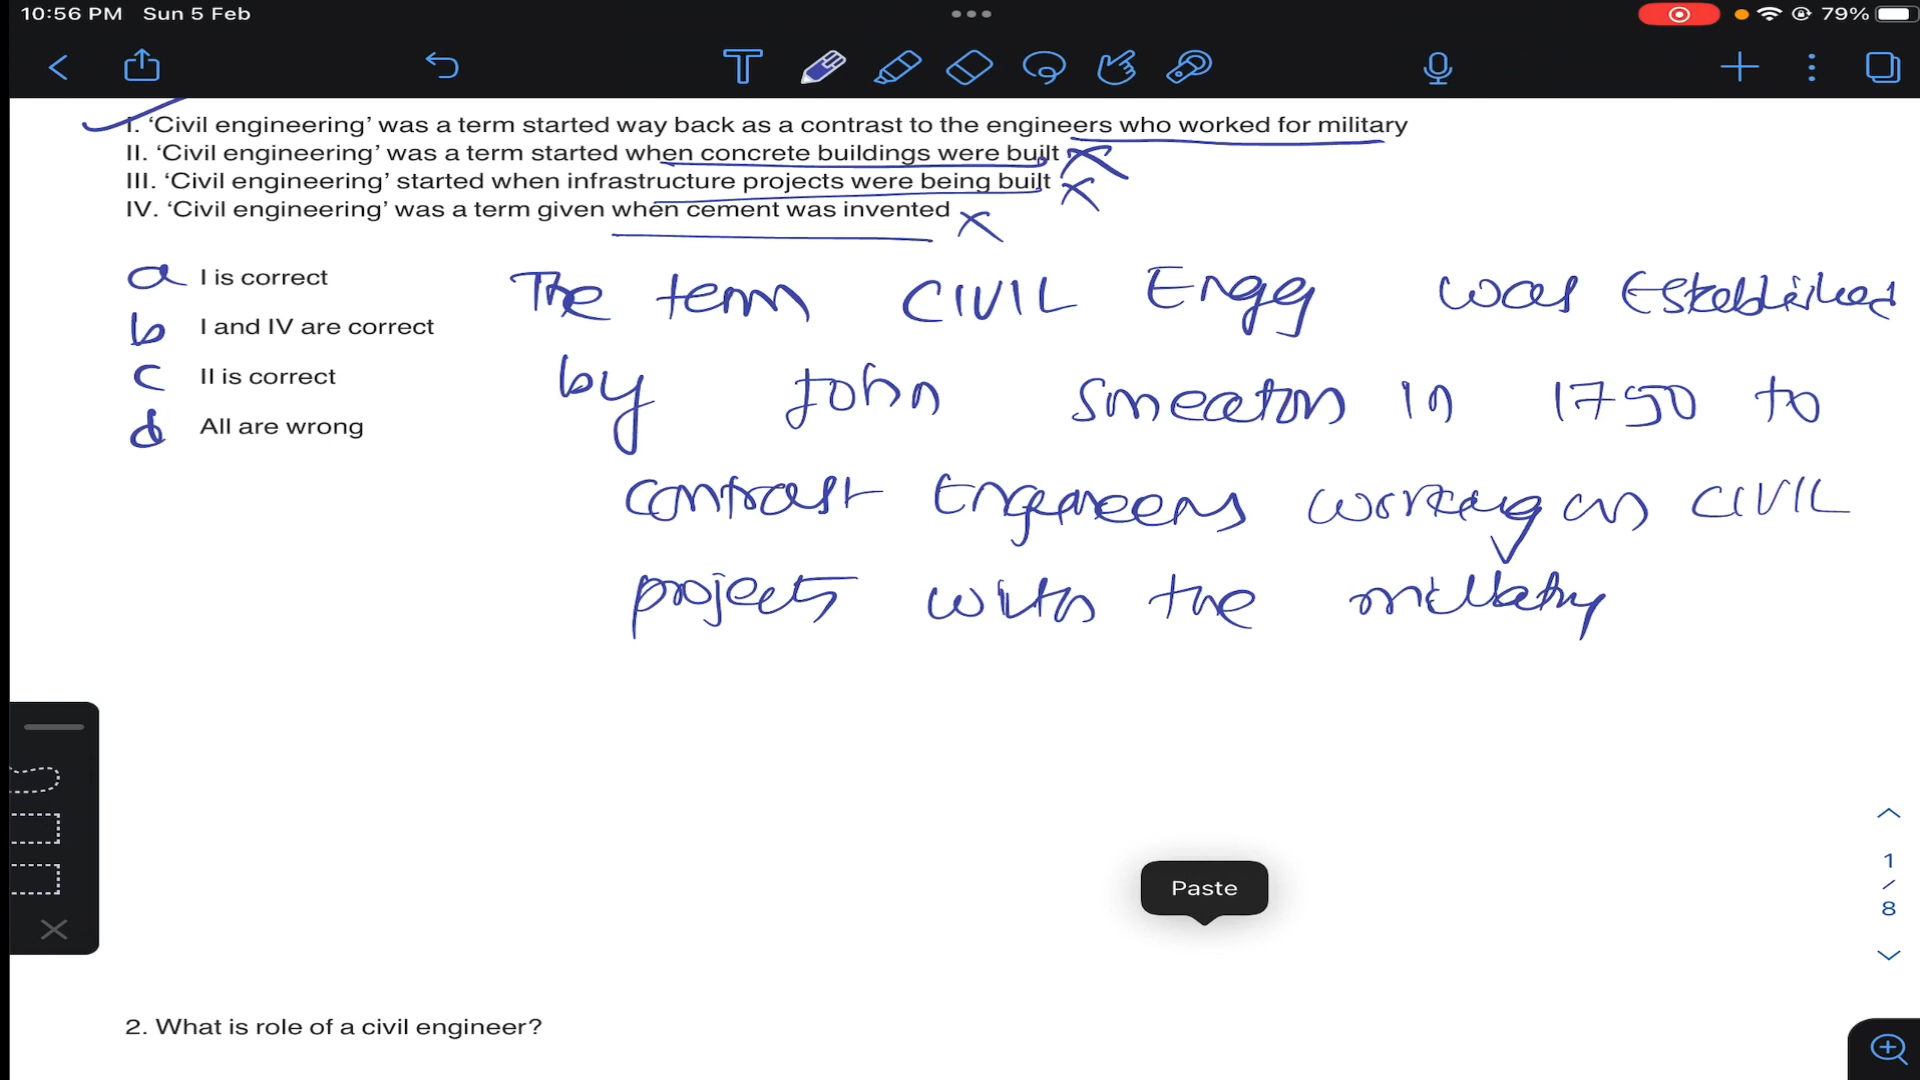 10:56 PM Sun 5 Feb
79%
I. ‘Civil engineering’ was a term started way back as a contrast to the engineers who worked for military
II. ‘Civil engineering’ was a term started when concrete buildings were built
III. ‘Civil engineering’ started when infrastructure projects were being built
IV. ‘Civil engineering’ was a term given when cement was invented
a I is correct
b I and IV are correct
c II is correct
d All are wrong
The term CIVIL Engg was Established
by John Smeaton in 1750 to
contrast Engineers working on CIVIL
projects with the military
Paste
1
/
8
2. What is role of a civil engineer?